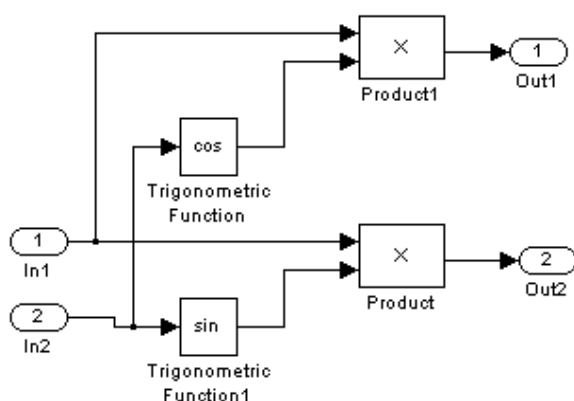 ×
1
Product1
Out1
cos
Trigonometric
Function
1
In1
×
2
Product
Out2
2
In2
sin
Trigonometric
Function1